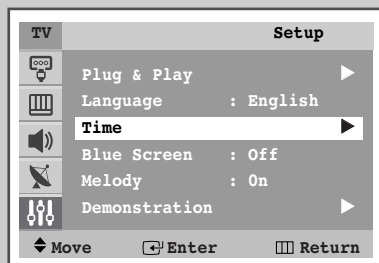 TV Setup
Plug & Play
Language : English
Time
Blue Screen : Off
Melody : On
Demonstration
Move Enter Return